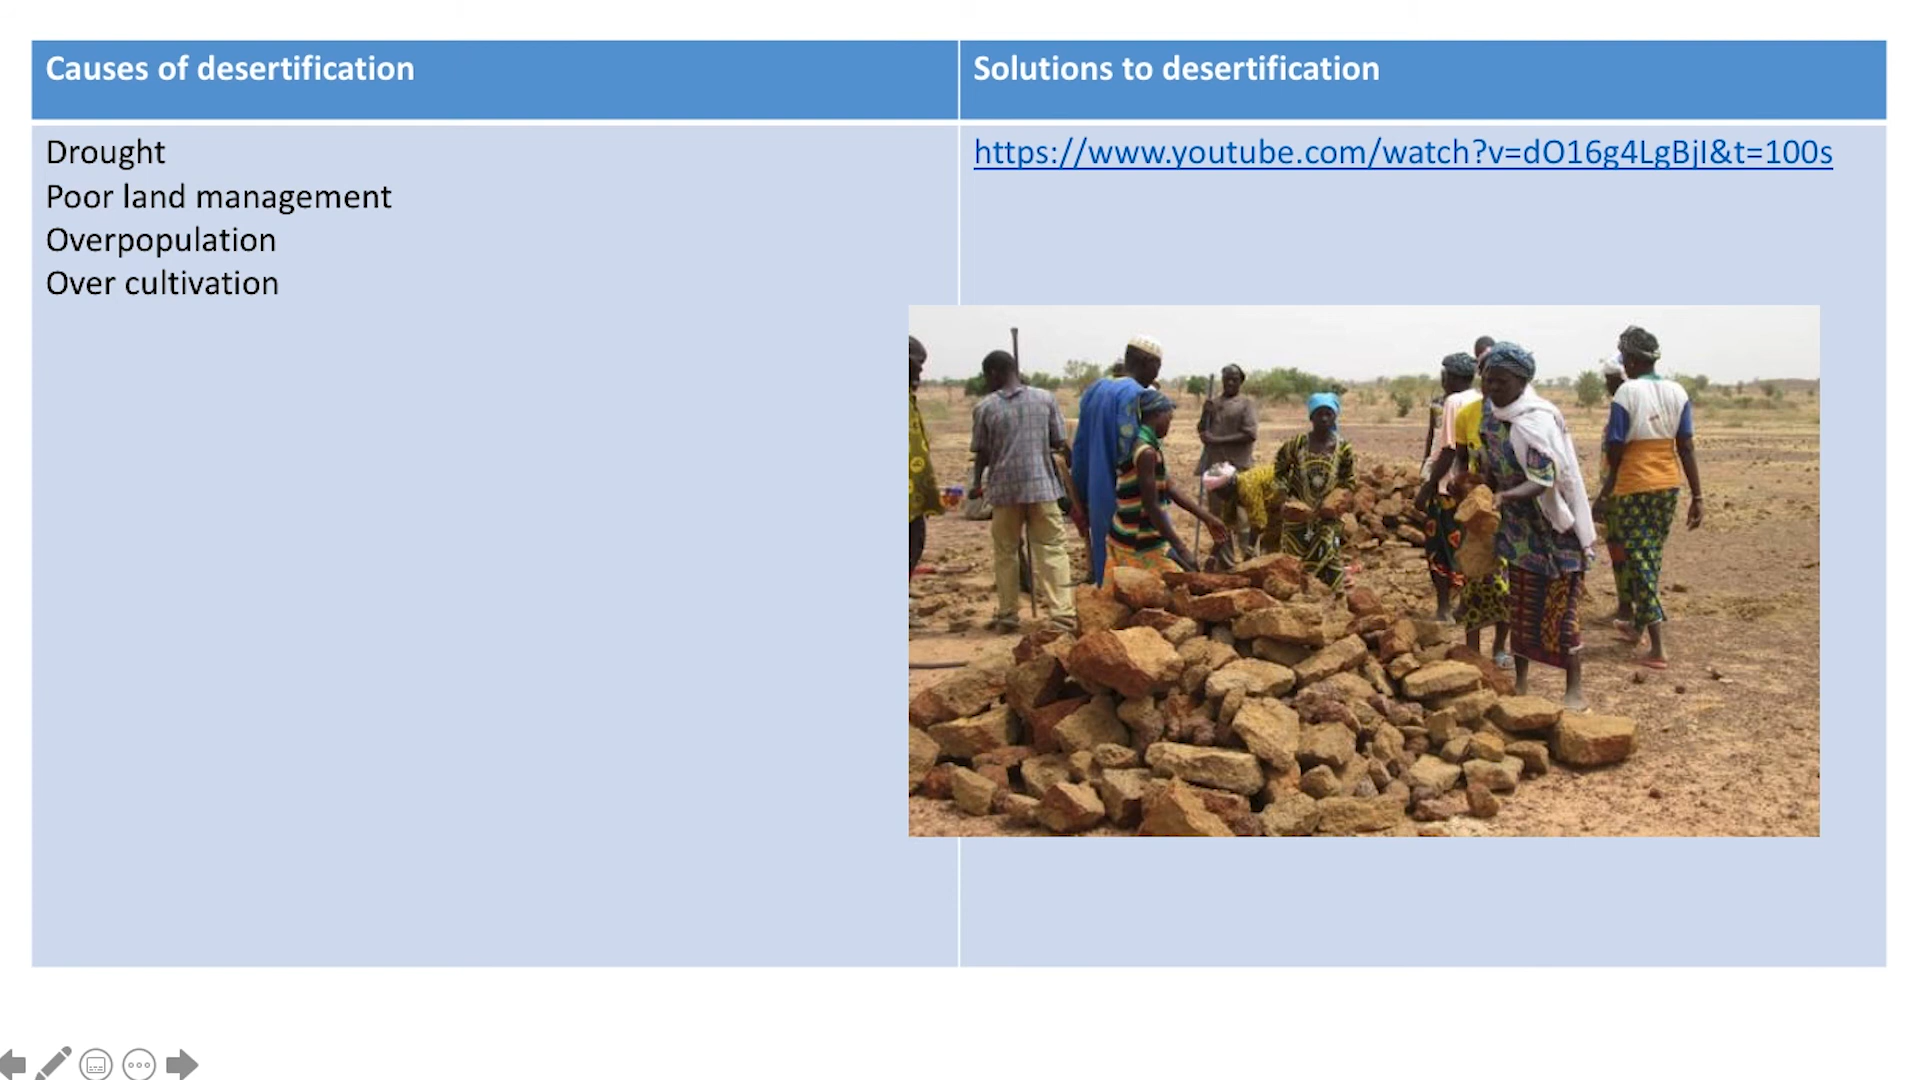 Causes of desertification
Solutions to desertification
Drought
Poor land management
Overpopulation
Over cultivation
https://www.youtube.com/watch?v=dO16g4LgBjI&t=100s